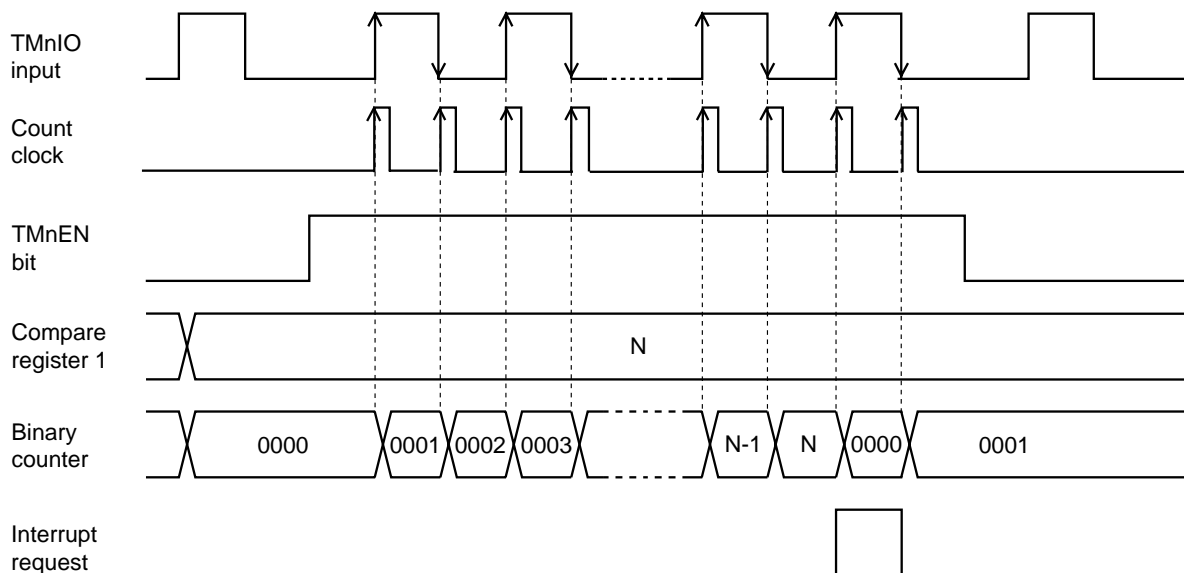 TMnIO
input
Count
clock
TMnEN
bit
Compare
register 1
N
Binary
counter
0000 0001 0002 0003 N-1 N 0000 0001
Interrupt
request